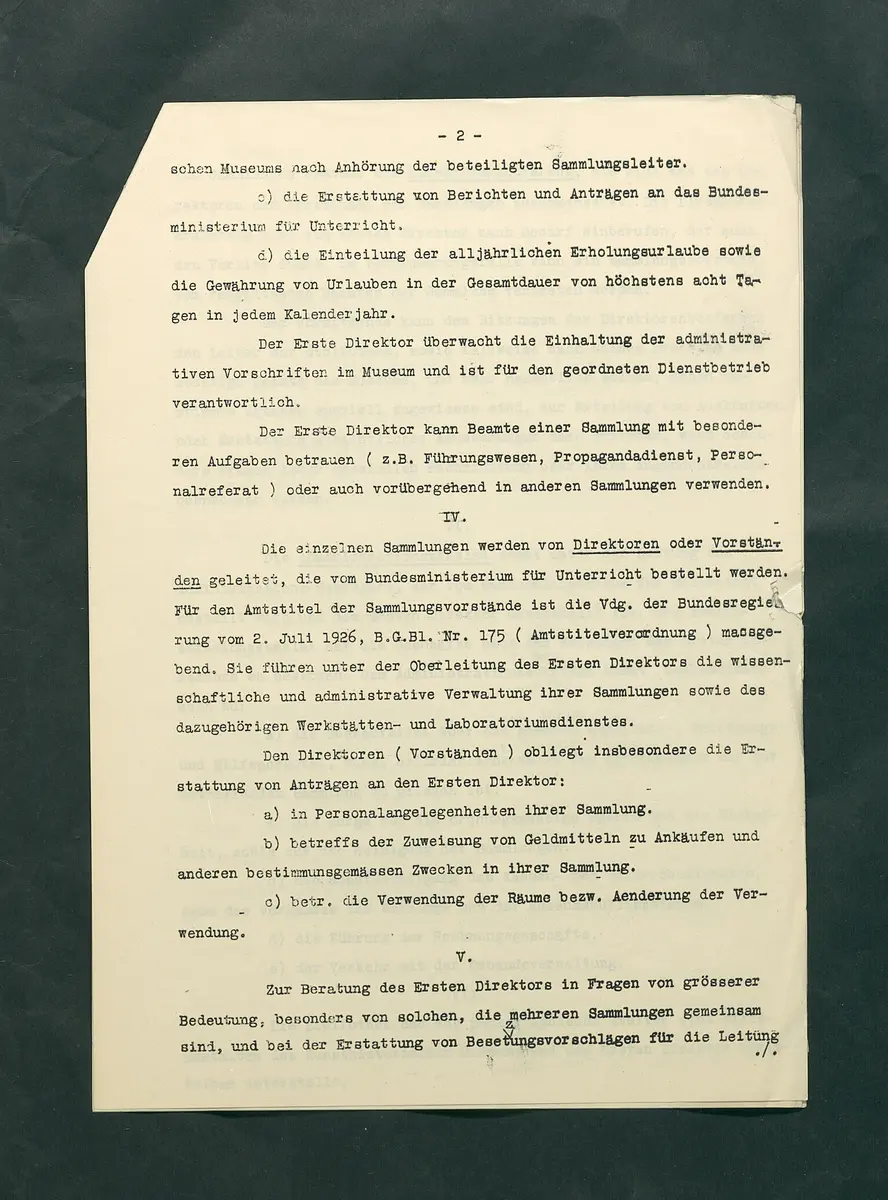 - 2 -
schen Museums nach Anhörung der beteiligten Sammlungsleiter.
c) die Erstattung von Berichten und Anträgen an das Bundes-
ministerium für Unterricht.
d) die Einteilung der alljährlichen Erholungsurlaube sowie
die Gewährung von Urlauben in der Gesamtdauer von höchstens acht Ta-
gen in jedem Kalenderjahr.
Der Erste Direktor überwacht die Einhaltung der administra-
tiven Vorschriften im Museum und ist für den geordneten Dienstbetrieb
verantwortlich.
Der Erste Direktor kann Beamte einer Sammlung mit besonde-
ren Aufgaben betrauen ( z.B. Führungswesen, Propagandadienst, Perso-
nalreferat ) oder auch vorübergehend in anderen Sammlungen verwenden.
IV.
Die einzelnen Sammlungen werden von Direktoren oder Vorstän-
den geleitet, die vom Bundesministerium für Unterricht bestellt werden.
Für den Amtstitel der Sammlungsvorstände ist die Vdg. der Bundesregie-
rung vom 2. Juli 1926, B.G.Bl. Nr. 175 ( Amtstitelverordnung ) massge-
bend. Sie führen unter der Oberleitung des Ersten Direktors die wissen-
schaftliche und administrative Verwaltung ihrer Sammlungen sowie des
dazugehörigen Werkstätten- und Laboratoriumsdienstes.
Den Direktoren ( Vorständen ) obliegt insbesondere die Er-
stattung von Anträgen an den Ersten Direktor:
a) in Personalangelegenheiten ihrer Sammlung.
b) betreffs der Zuweisung von Geldmitteln zu Ankäufen und
anderen bestimmunsgemässen Zwecken in ihrer Sammlung.
c) betr. die Verwendung der Räume bezw. Aenderung der Ver-
wendung.
V.
Zur Beratung des Ersten Direktors in Fragen von grösserer
Bedeutung, besonders von solchen, die mehreren Sammlungen gemeinsam
sind, und bei der Erstattung von Besetzungsvorschlägen für die Leitung
./.